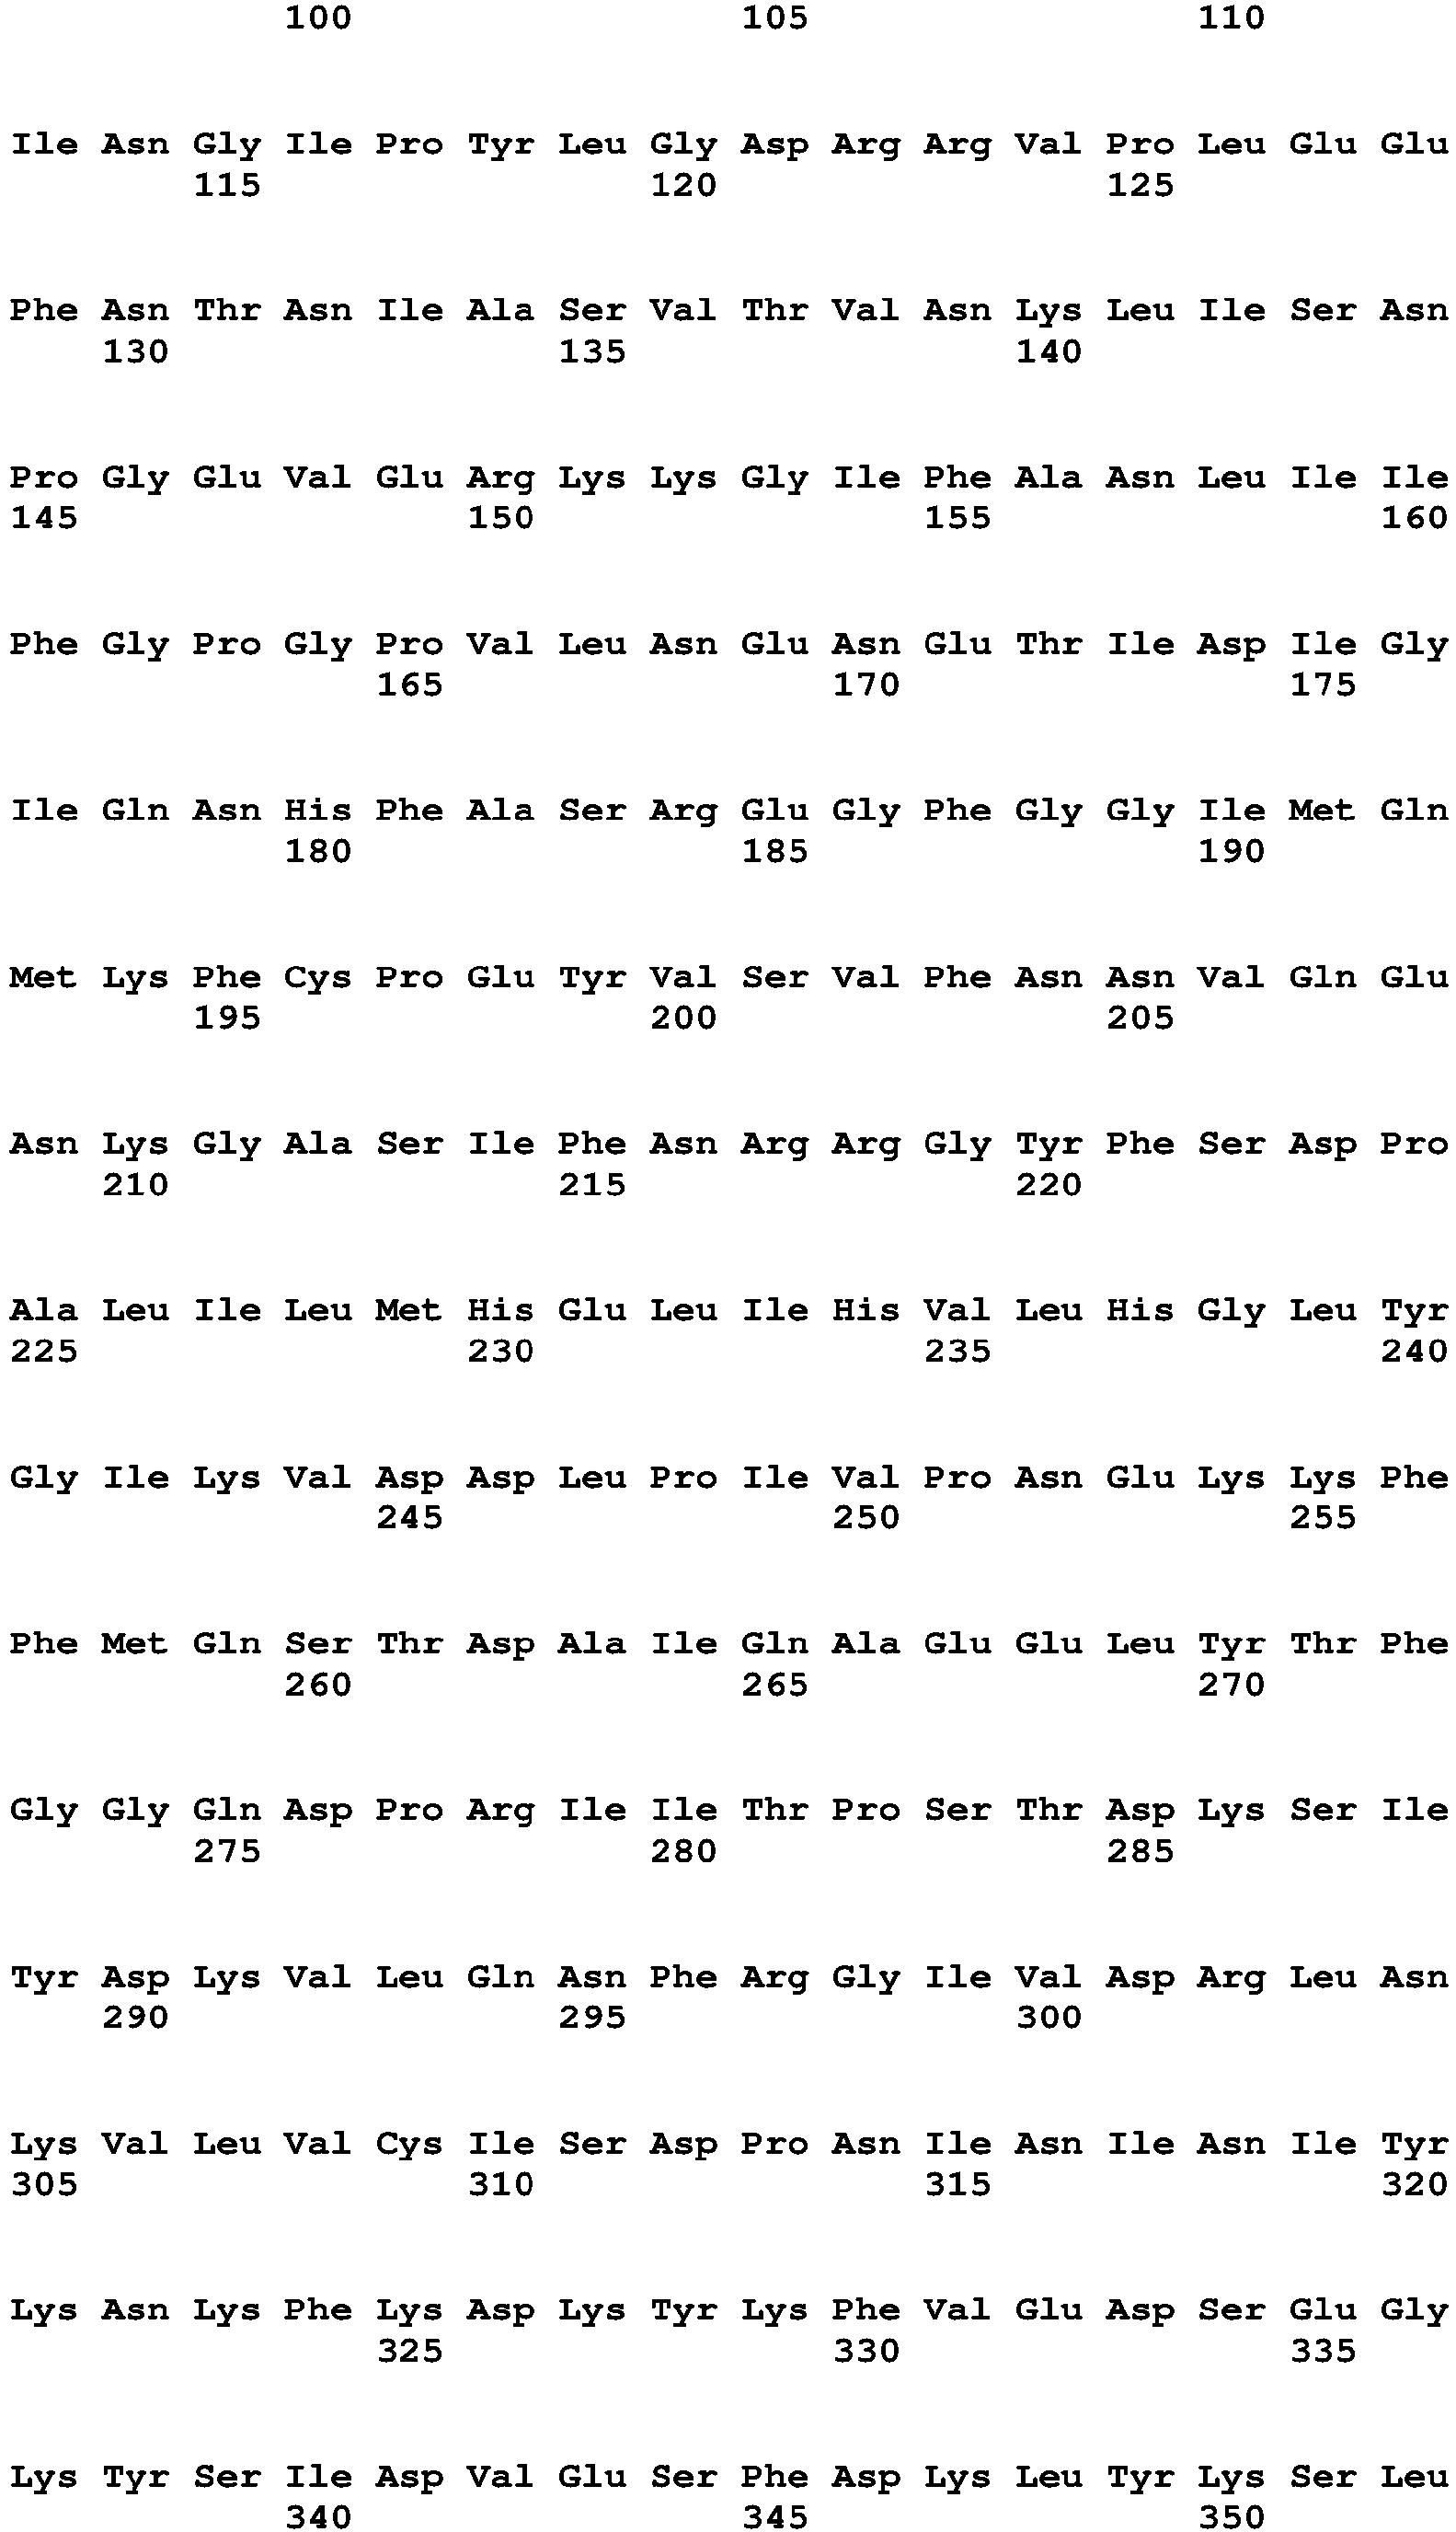 100 105 110
Ile Asn Gly Ile Pro Tyr Leu Gly Asp Arg Arg Val Pro Leu Glu Glu
115 120 125
Phe Asn Thr Asn Ile Ala Ser Val Thr Val Asn Lys Leu Ile Ser Asn
130 135 140
Pro Gly Glu Val Glu Arg Lys Lys Gly Ile Phe Ala Asn Leu Ile Ile
145 150 155 160
Phe Gly Pro Gly Pro Val Leu Asn Glu Asn Glu Thr Ile Asp Ile Gly
165 170 175
Ile Gln Asn His Phe Ala Ser Arg Glu Gly Phe Gly Gly Ile Met Gln
180 185 190
Met Lys Phe Cys Pro Glu Tyr Val Ser Val Phe Asn Asn Val Gln Glu
195 200 205
Asn Lys Gly Ala Ser Ile Phe Asn Arg Arg Gly Tyr Phe Ser Asp Pro
210 215 220
Ala Leu Ile Leu Met His Glu Leu Ile His Val Leu His Gly Leu Tyr
225 230 235 240
Gly Ile Lys Val Asp Asp Leu Pro Ile Val Pro Asn Glu Lys Lys Phe
245 250 255
Phe Met Gln Ser Thr Asp Ala Ile Gln Ala Glu Glu Leu Tyr Thr Phe
260 265 270
Gly Gly Gln Asp Pro Arg Ile Ile Thr Pro Ser Thr Asp Lys Ser Ile
275 280 285
Tyr Asp Lys Val Leu Gln Asn Phe Arg Gly Ile Val Asp Arg Leu Asn
290 295 300
Lys Val Leu Val Cys Ile Ser Asp Pro Asn Ile Asn Ile Asn Ile Tyr
305 310 315 320
Lys Asn Lys Phe Lys Asp Lys Tyr Lys Phe Val Glu Asp Ser Glu Gly
325 330 335
Lys Tyr Ser Ile Asp Val Glu Ser Phe Asp Lys Leu Tyr Lys Ser Leu
340 345 350